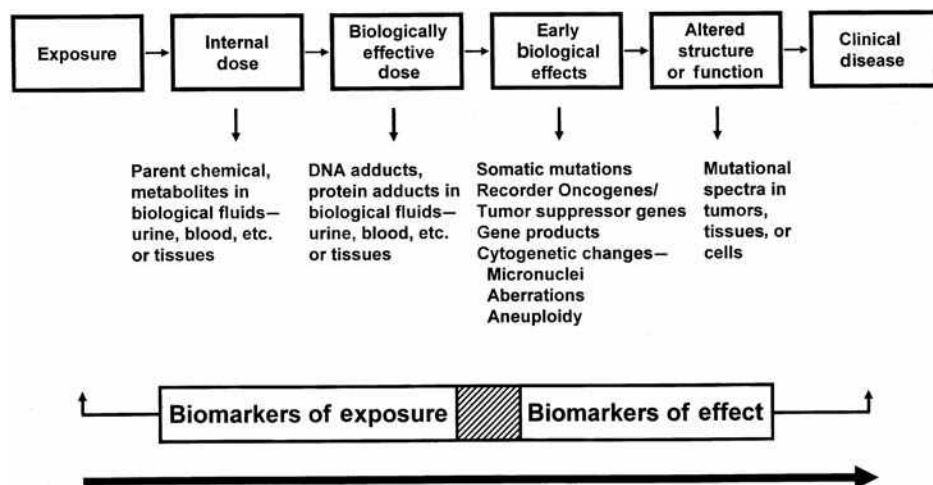 Exposure
Internal
dose
Biologically
effective
dose
Early
biological
effects
Altered
structure
or function
Clinical
disease
Parent chemical,
metabolites in
biological fluids—
urine, blood, etc.
or tissues
DNA adducts,
protein adducts in
biological fluids—
urine, blood, etc.
or tissues
Somatic mutations
Recorder Oncogenes/
Tumor suppressor genes
Gene products
Cytogenetic changes—
Micronuclei
Aberrations
Aneuploidy
Mutational
spectra in
tumors,
tissues, or
cells
Biomarkers of exposure
Biomarkers of effect